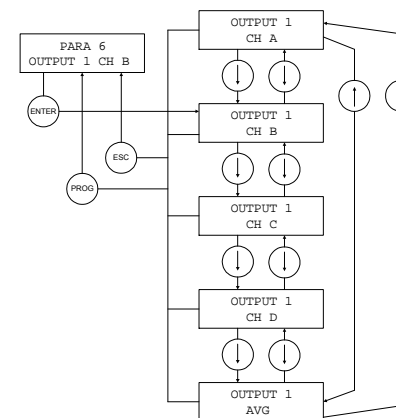 OUTPUT 1
CH A
PARA 6
OUTPUT 1 CH B
ENTER
OUTPUT 1
CH B
ESC
PROG
OUTPUT 1
CH C
OUTPUT 1
CH D
OUTPUT 1
AVG